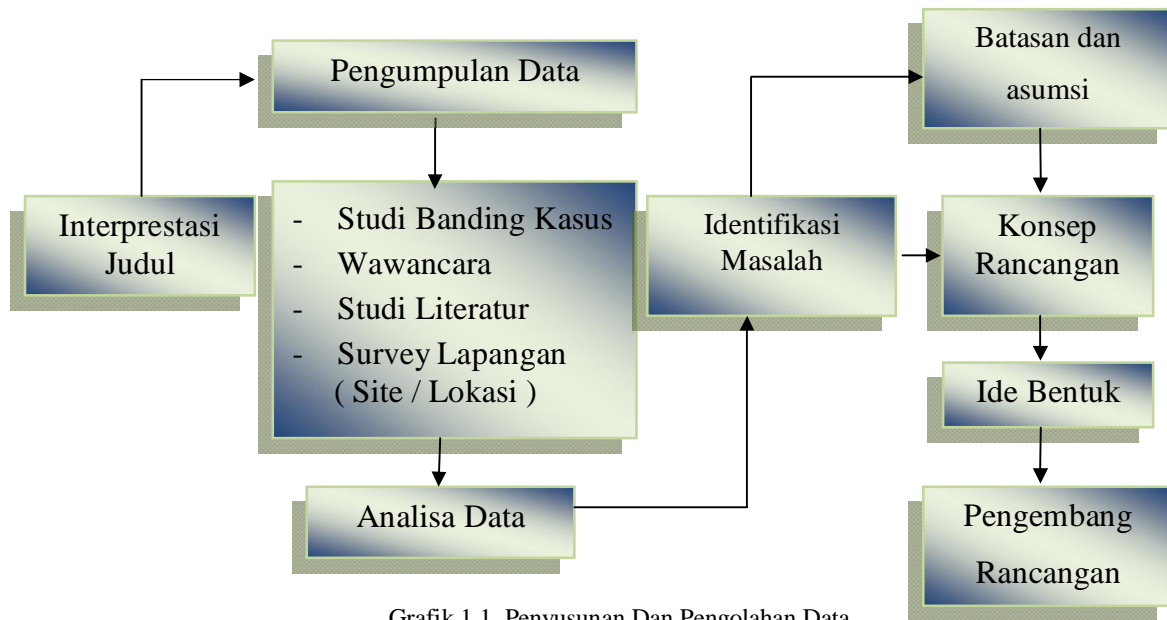 Interprestasi
Judul
Pengumpulan Data
- Studi Banding Kasus
- Wawancara
- Studi Literatur
- Survey Lapangan
( Site / Lokasi )
Analisa Data
Identifikasi
Masalah
Batasan dan
asumsi
Konsep
Rancangan
Ide Bentuk
Pengembang
Rancangan
Grafik 1.1. Penyusunan Dan Pengolahan Data